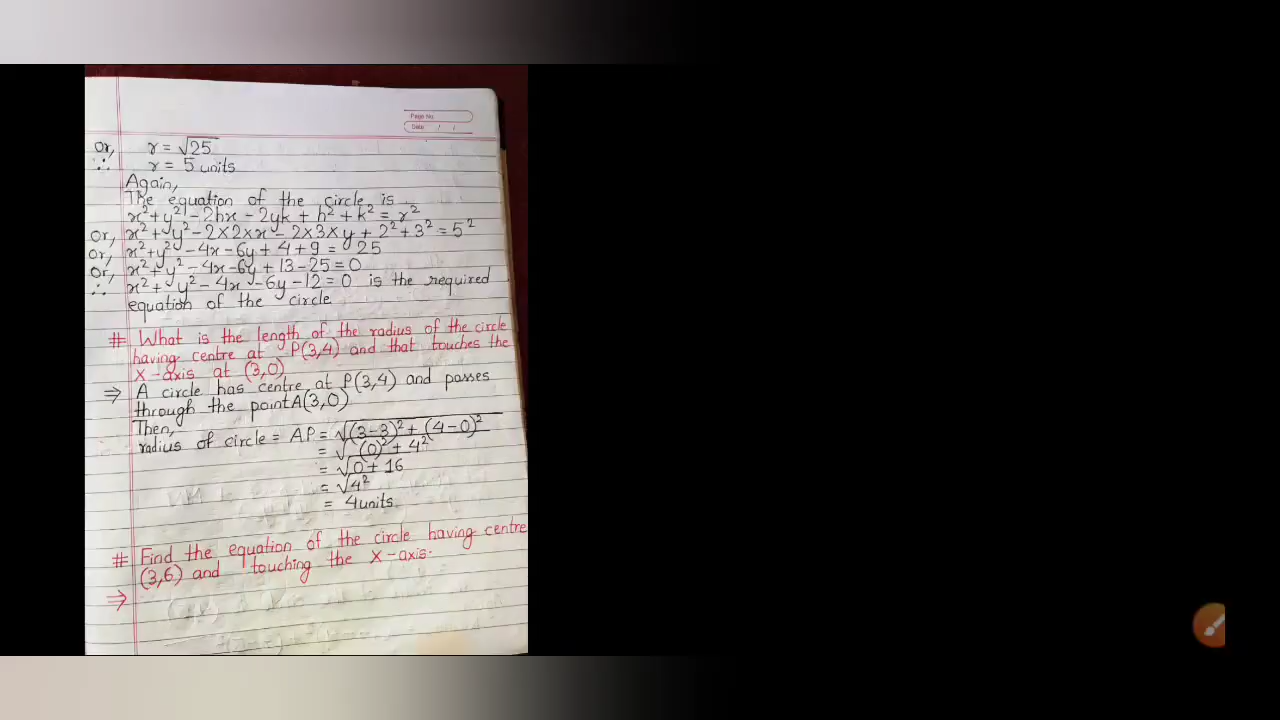 Page No.
Date / /
Or, r = √25
∴ r = 5 units
Again,
The equation of the circle is
x² + y² - 2hx - 2yk + h² + k² = r²
Or, x² + y² - 2×2×x - 2×3×y + 2² + 3² = 5²
Or, x² + y² - 4x - 6y + 4 + 9 = 25
Or, x² + y² - 4x - 6y + 13 - 25 = 0
∴ x² + y² - 4x - 6y - 12 = 0 is the required
equation of the circle
# What is the length of the radius of the circle
having centre at P(3,4) and that touches the
X-axis at (3,0)
⇒ A circle has centre at P(3,4) and passes
through the point A(3,0)
Then,
radius of circle = AP = √(3-3)² + (4-0)²
= √(0)² + 4²
= √0 + 16
= √4²
= 4 units.
# Find the equation of the circle having centre
(3,6) and touching the X-axis.
⇒